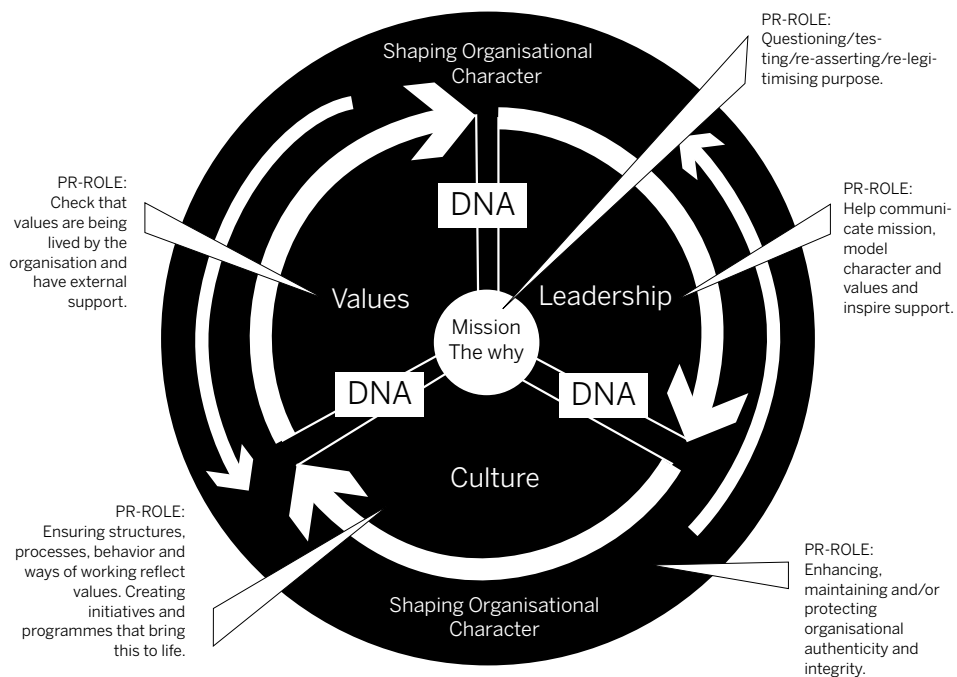 PR-ROLE:
Questioning/tes-
ting/re-asserting/re-legi-
timising purpose.
Shaping Organisational
Character
PR-ROLE:
Check that
values are being
lived by the
organisation and
have external
support.
PR-ROLE:
Help communi-
cate mission,
model
character and
values and
inspire support.
DNA
Values
Leadership
Mission
The why
DNA
DNA
Culture
PR-ROLE:
Ensuring structures,
processes, behavior and
ways of working reflect
values. Creating
initiatives and
programmes that bring
this to life.
Shaping Organisational
Character
PR-ROLE:
Enhancing,
maintaining and/or
protecting
organisational
authenticity and
integrity.